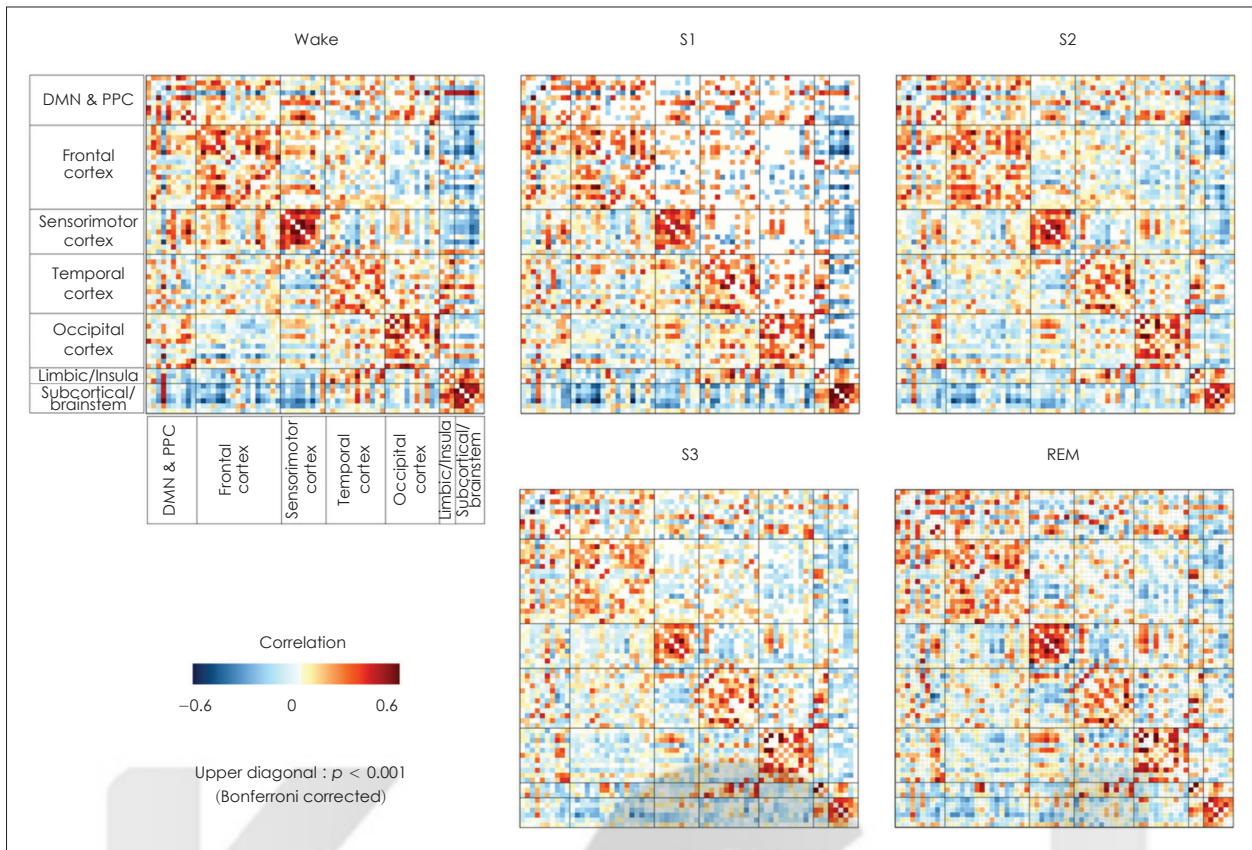 Wake
S1
S2
DMN & PPC
Frontal
cortex
Sensorimotor
cortex
Temporal
cortex
Occipital
cortex
Limbic/Insula
Subcortical/
brainstem
DMN & PPC
Frontal
cortex
Sensorimotor
cortex
Temporal
cortex
Occipital
cortex
Limbic/Insula
Subcortical/
brainstem
S3
REM
Correlation
−0.6 0 0.6
Upper diagonal : p < 0.001
(Bonferroni corrected)